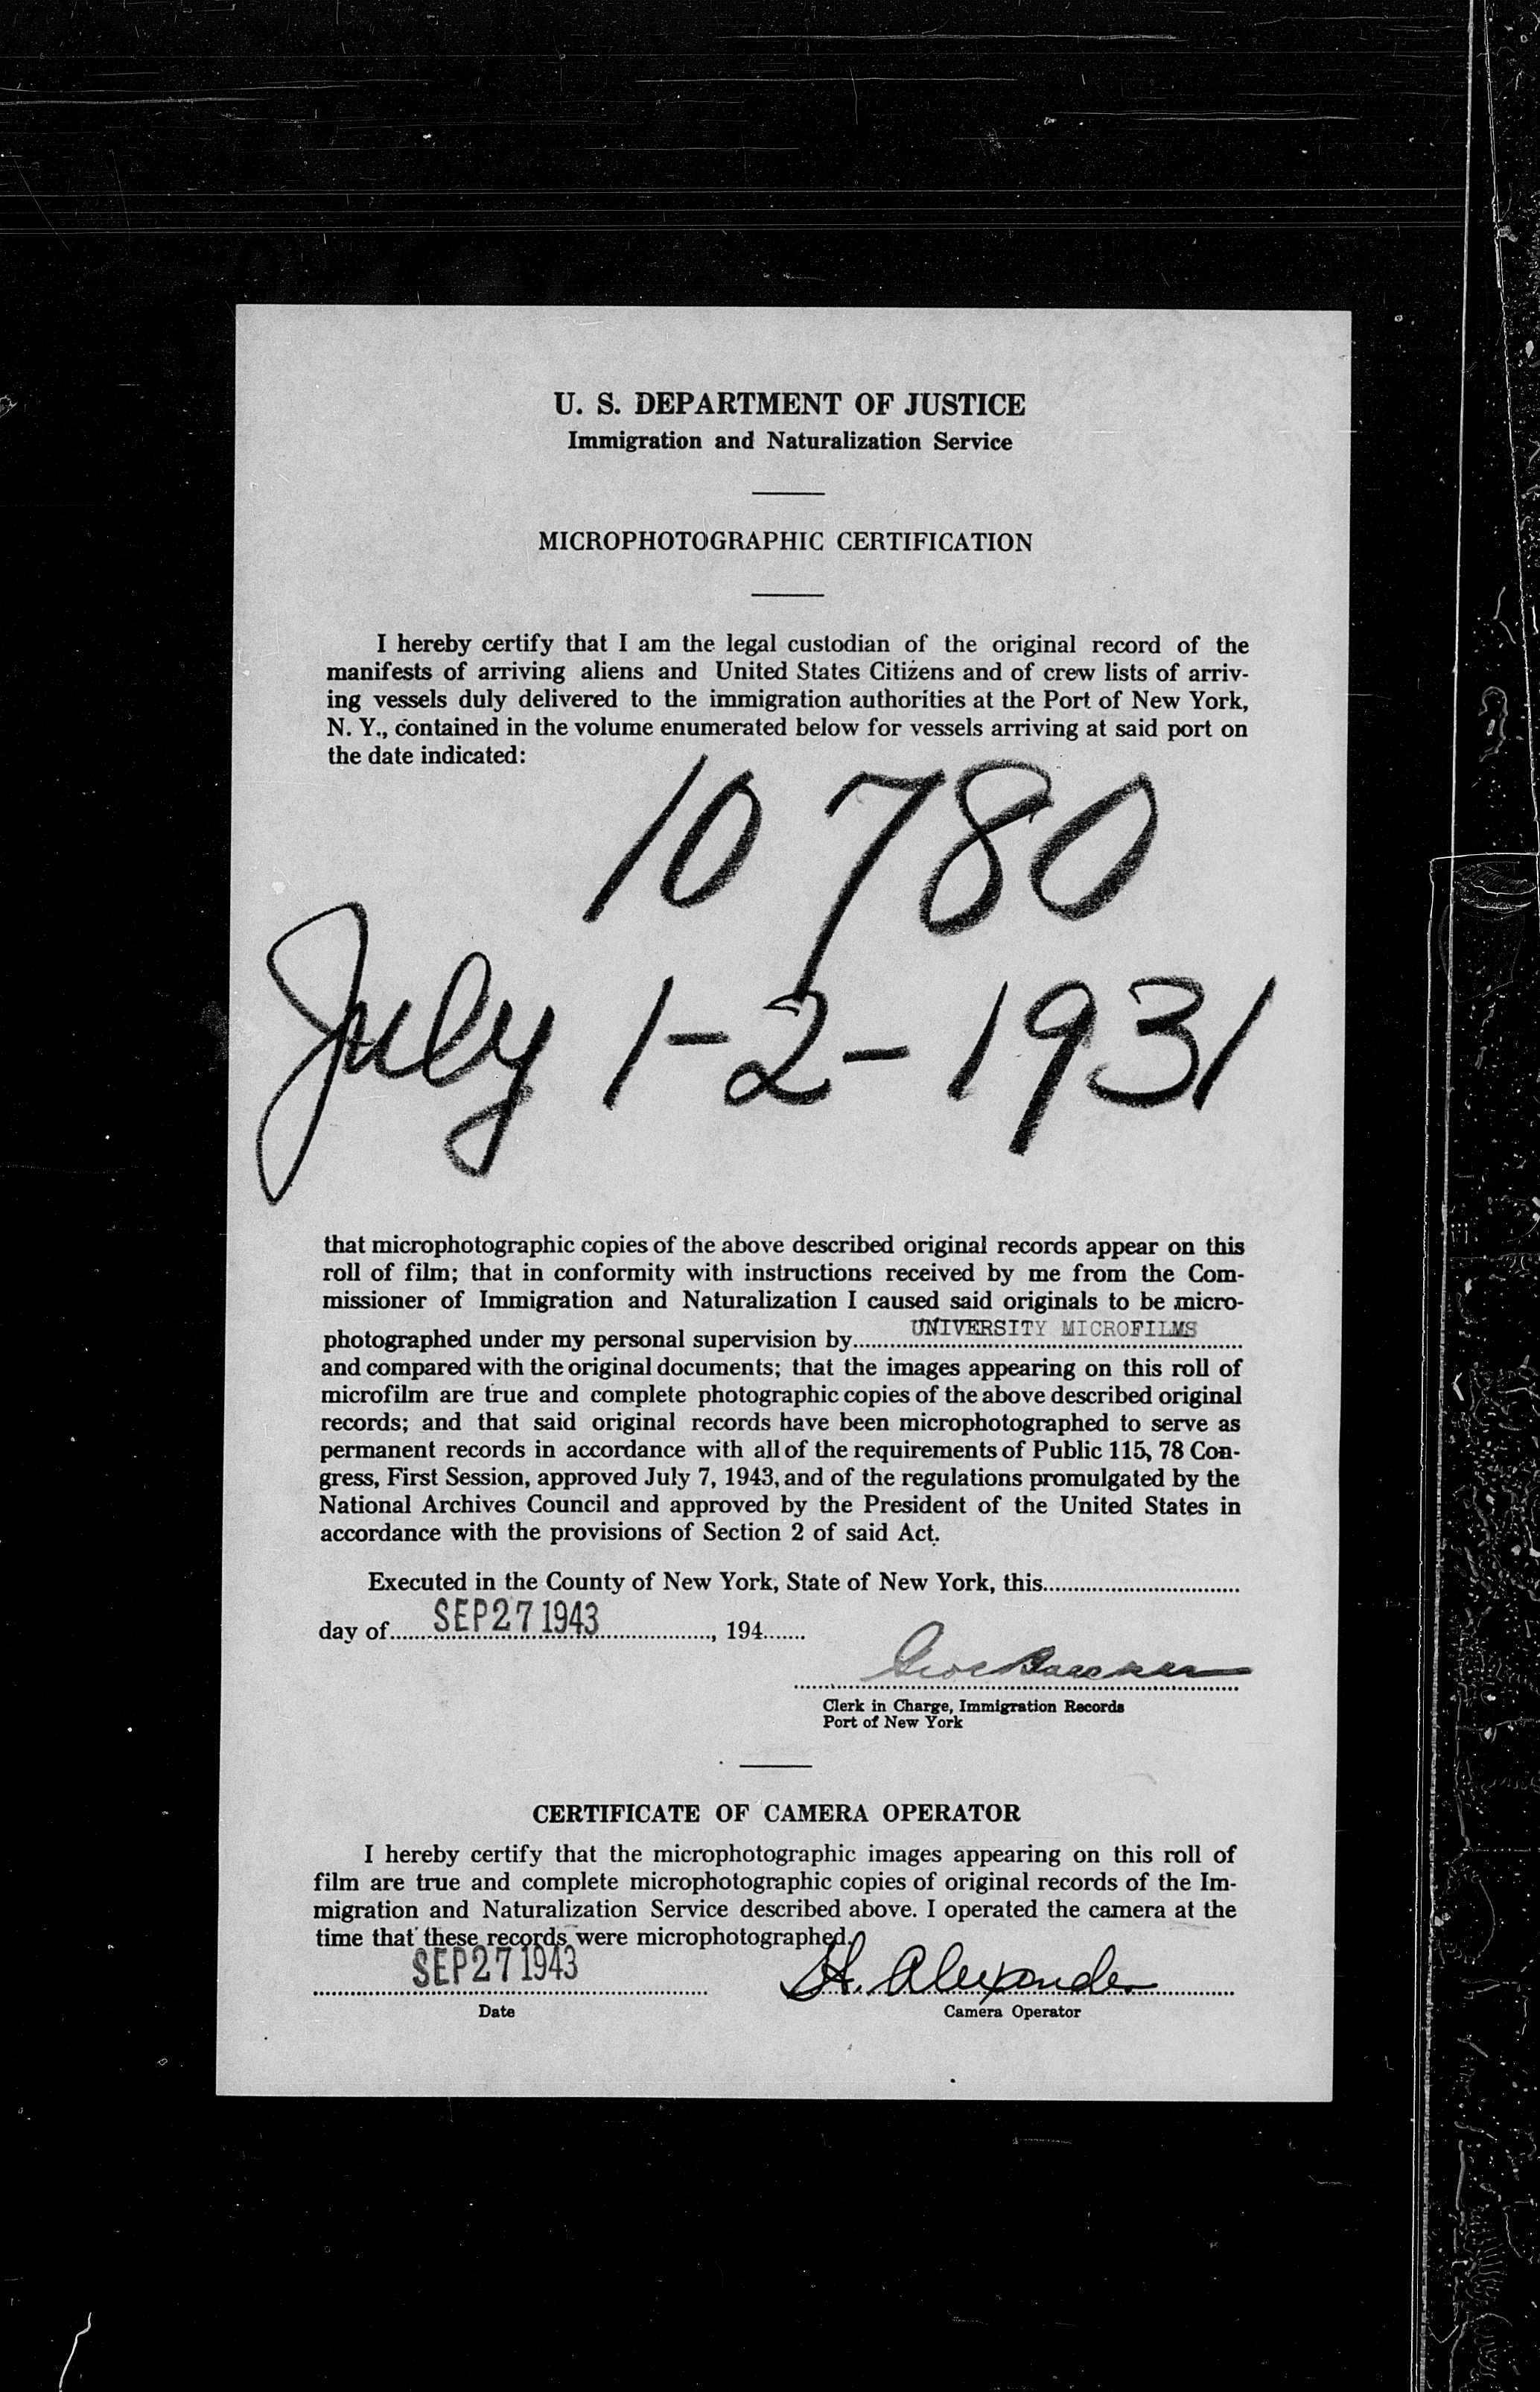 U. S. DEPARTMENT OF JUSTICE
Immigration and Naturalization Service
MICROPHOTOGRAPHIC CERTIFICATION
I hereby certify that I am the legal custodian of the original record of the
manifests of arriving aliens and United States Citizens and of crew lists of arriv-
ing vessels duly delivered to the immigration authorities at the Port of New York,
N. Y., contained in the volume enumerated below for vessels arriving at said port on
the date indicated:
10780
July 1-2-1931
that microphotographic copies of the above described original records appear on this
roll of film; that in conformity with instructions received by me from the Com-
missioner of Immigration and Naturalization I caused said originals to be micro-
photographed under my personal supervision by UNIVERSITY MICROFILMS
and compared with the original documents; that the images appearing on this roll of
microfilm are true and complete photographic copies of the above described original
records; and that said original records have been microphotographed to serve as
permanent records in accordance with all of the requirements of Public 115, 78 Con-
gress, First Session, approved July 7, 1943, and of the regulations promulgated by the
National Archives Council and approved by the President of the United States in
accordance with the provisions of Section 2 of said Act.
Executed in the County of New York, State of New York, this
day of SEP 27 1943, 194
Clerk in Charge, Immigration Records
Port of New York
CERTIFICATE OF CAMERA OPERATOR
I hereby certify that the microphotographic images appearing on this roll of
film are true and complete microphotographic copies of original records of the Im-
migration and Naturalization Service described above. I operated the camera at the
time that these records were microphotographed.
SEP 27 1943 H. Alexander
Date Camera Operator